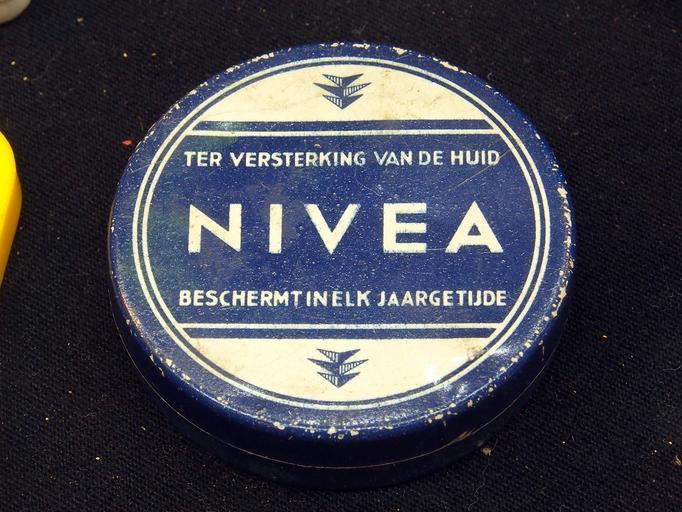 TER VERSTERKING VAN DE HUID
NIVEA
BESCHERMT IN ELK JAARGETIJDE